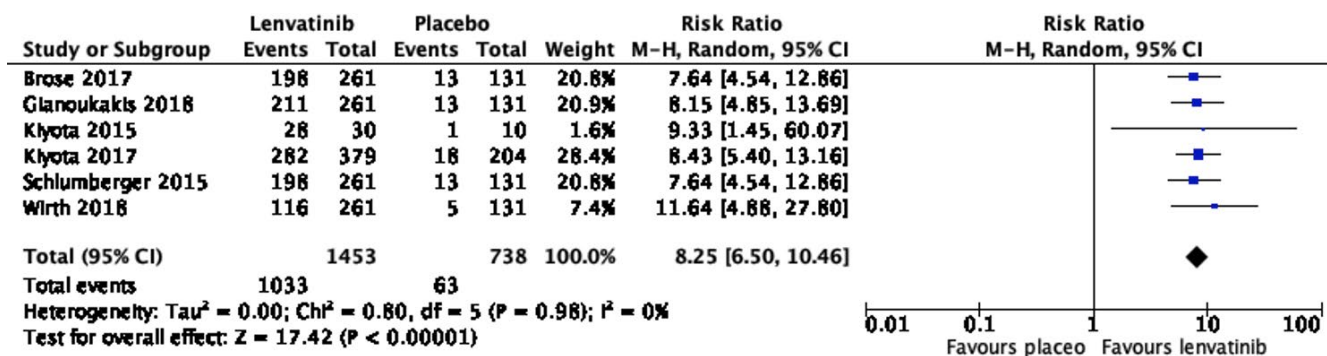 Lenvatinib Placebo Risk Ratio Risk Ratio
Study or Subgroup Events Total Events Total Weight M-H, Random, 95% CI M-H, Random, 95% CI
Brose 2017 198 261 13 131 20.8% 7.64 [4.54, 12.86]
Gianoukakis 2018 211 261 13 131 20.9% 8.15 [4.85, 13.69]
Kiyota 2015 28 30 1 10 1.6% 9.33 [1.45, 60.07]
Kiyota 2017 282 379 18 204 28.4% 8.43 [5.40, 13.16]
Schlumberger 2015 198 261 13 131 20.8% 7.64 [4.54, 12.86]
Wirth 2018 116 261 5 131 7.4% 11.64 [4.88, 27.80]
Total (95% CI) 1453 738 100.0% 8.25 [6.50, 10.46]
Total events 1033 63
Heterogeneity: Tau² = 0.00; Chi² = 0.80, df = 5 (P = 0.98); I² = 0%
Test for overall effect: Z = 17.42 (P < 0.00001)
0.01 0.1 1 10 100
Favours placeo Favours lenvatinib